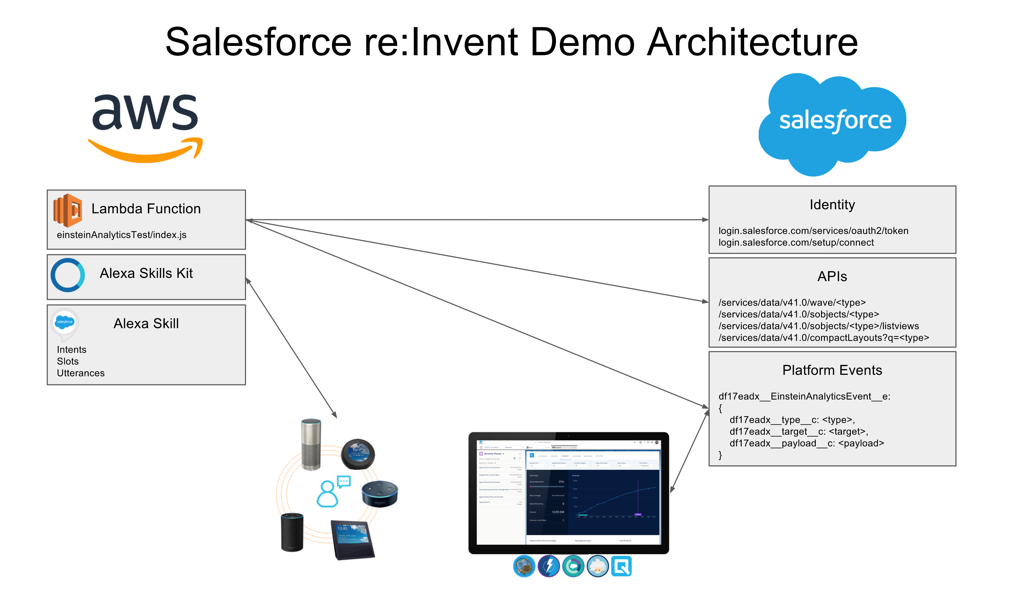 Salesforce re:Invent Demo Architecture
aws
salesforce
Lambda Function
einsteinAnalyticsTest/index.js
Alexa Skills Kit
salesforce
Alexa Skill
Intents
Slots
Utterances
Identity
login.salesforce.com/services/oauth2/token
login.salesforce.com/setup/connect
APIs
/services/data/v41.0/wave/<type>
/services/data/v41.0/sobjects/<type>
/services/data/v41.0/sobjects/<type>/listviews
/services/data/v41.0/compactLayouts?q=<type>
Platform Events
df17eadx__EinsteinAnalyticsEvent__e:
{
df17eadx__type__c: <type>,
df17eadx__target__c: <target>,
df17eadx__payload__c: <payload>
}